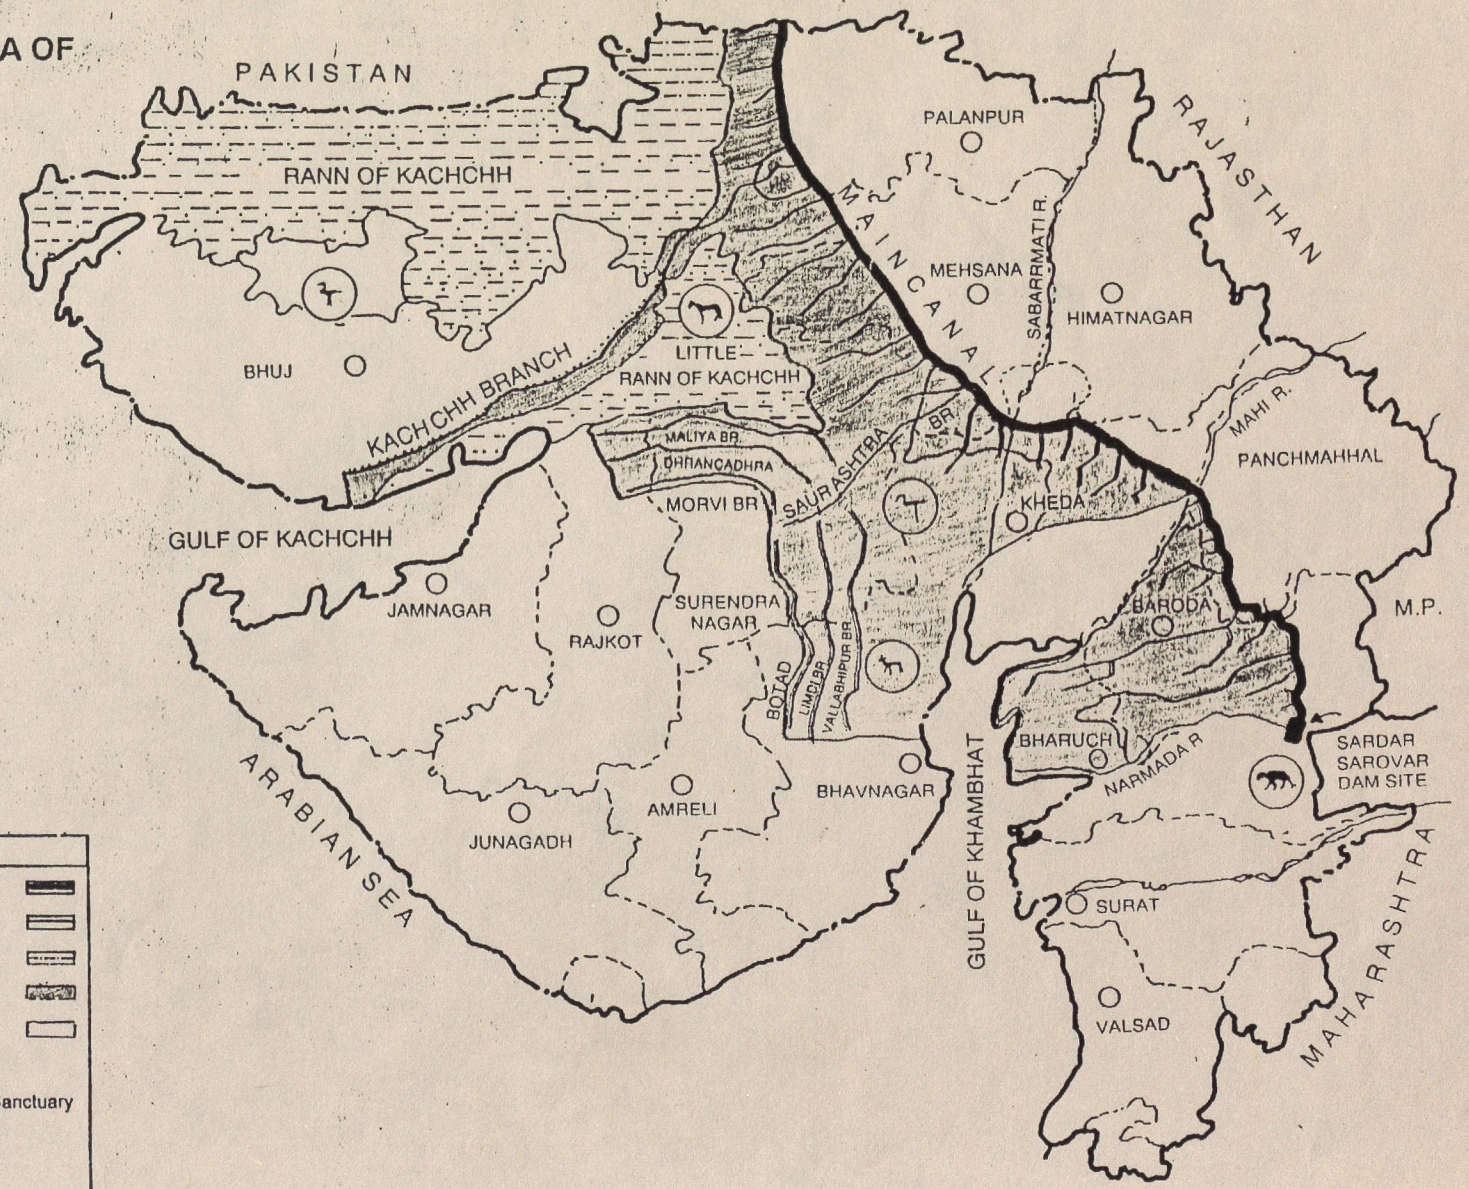 A OF
PAKISTAN
RANN OF KACHCHH
PALANPUR
RAJASTHAN
MAIN CANAL
SABARRMATI R.
MEHSANA
HIMATNAGAR
BHUJ
KACHCHH BRANCH
LITTLE
RANN OF KACHCHH
MAHI R.
PANCHMAHHAL
MALIYA BR.
DHRANGADHRA
MORVI BR
SAURASHTRA BR.
KHEDA
GULF OF KACHCHH
JAMNAGAR
RAJKOT
SURENDRA
NAGAR
BARODA
M.P.
BOTAD
LIMDI BR
VALLABHIPUR BR
BHARUCH
NARMADA R
SARDAR
SAROVAR
DAM SITE
ARABIAN SEA
JUNAGADH
AMRELI
BHAVNAGAR
GULF OF KHAMBHAT
SURAT
MAHARASHTRA
VALSAD
Sanctuary